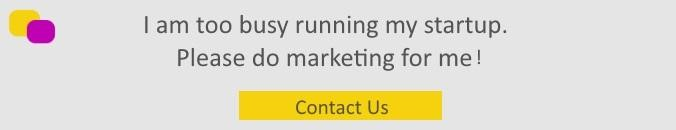 I am too busy running my startup.
Please do marketing for me!
Contact Us